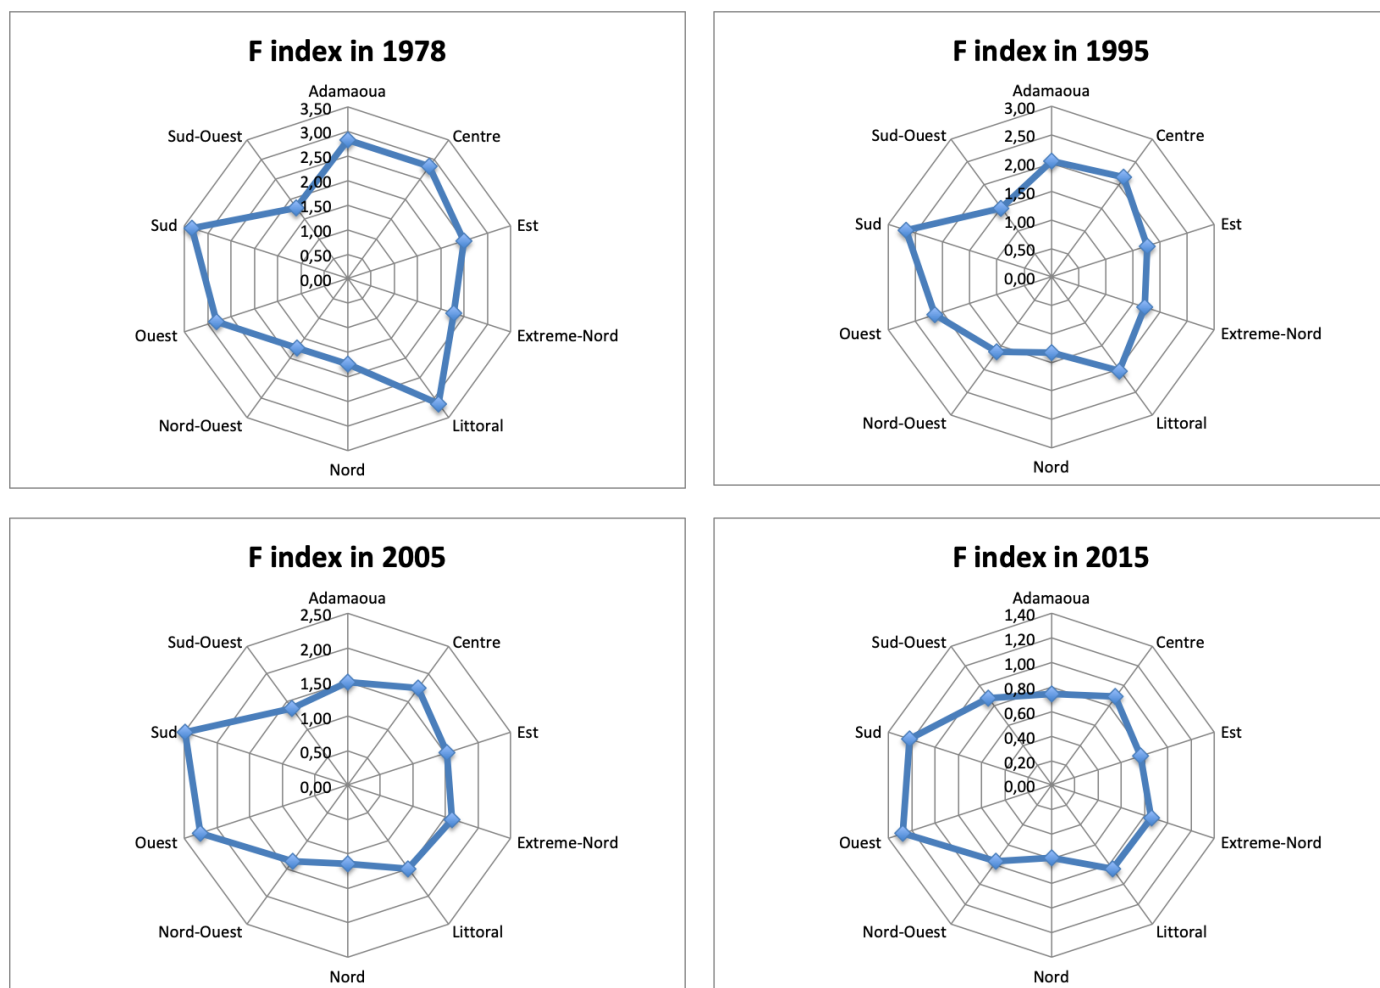 F index in 1978
Adamaoua
3,50
Sud-Ouest
Centre
3,00
2,50
2,00
1,50
Sud
Est
1,00
0,50
0,00
Ouest
Extreme-Nord
Nord-Ouest
Littoral
Nord
F index in 1995
Adamaoua
3,00
Sud-Ouest
Centre
2,50
2,00
1,50
Sud
Est
1,00
0,50
0,00
Ouest
Extreme-Nord
Nord-Ouest
Littoral
Nord
F index in 2005
Adamaoua
2,50
Sud-Ouest
Centre
2,00
1,50
Sud
Est
1,00
0,50
0,00
Ouest
Extreme-Nord
Nord-Ouest
Littoral
Nord
F index in 2015
Adamaoua
1,40
Sud-Ouest
Centre
1,20
1,00
0,80
Sud
Est
0,60
0,40
0,20
0,00
Ouest
Extreme-Nord
Nord-Ouest
Littoral
Nord